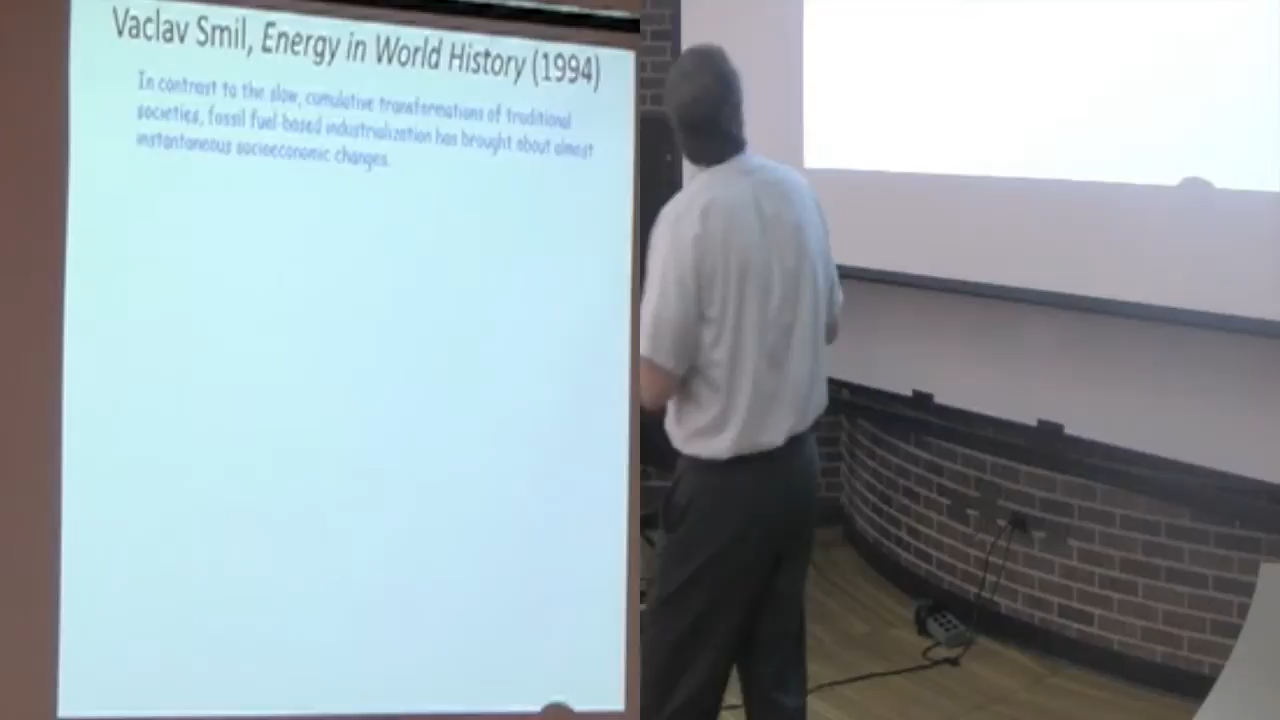 Vaclav Smil, Energy in World History (1994)
In contrast to the slow, cumulative transformations of traditional
societies, fossil fuel-based industrialization has brought about almost
instantaneous socioeconomic changes.